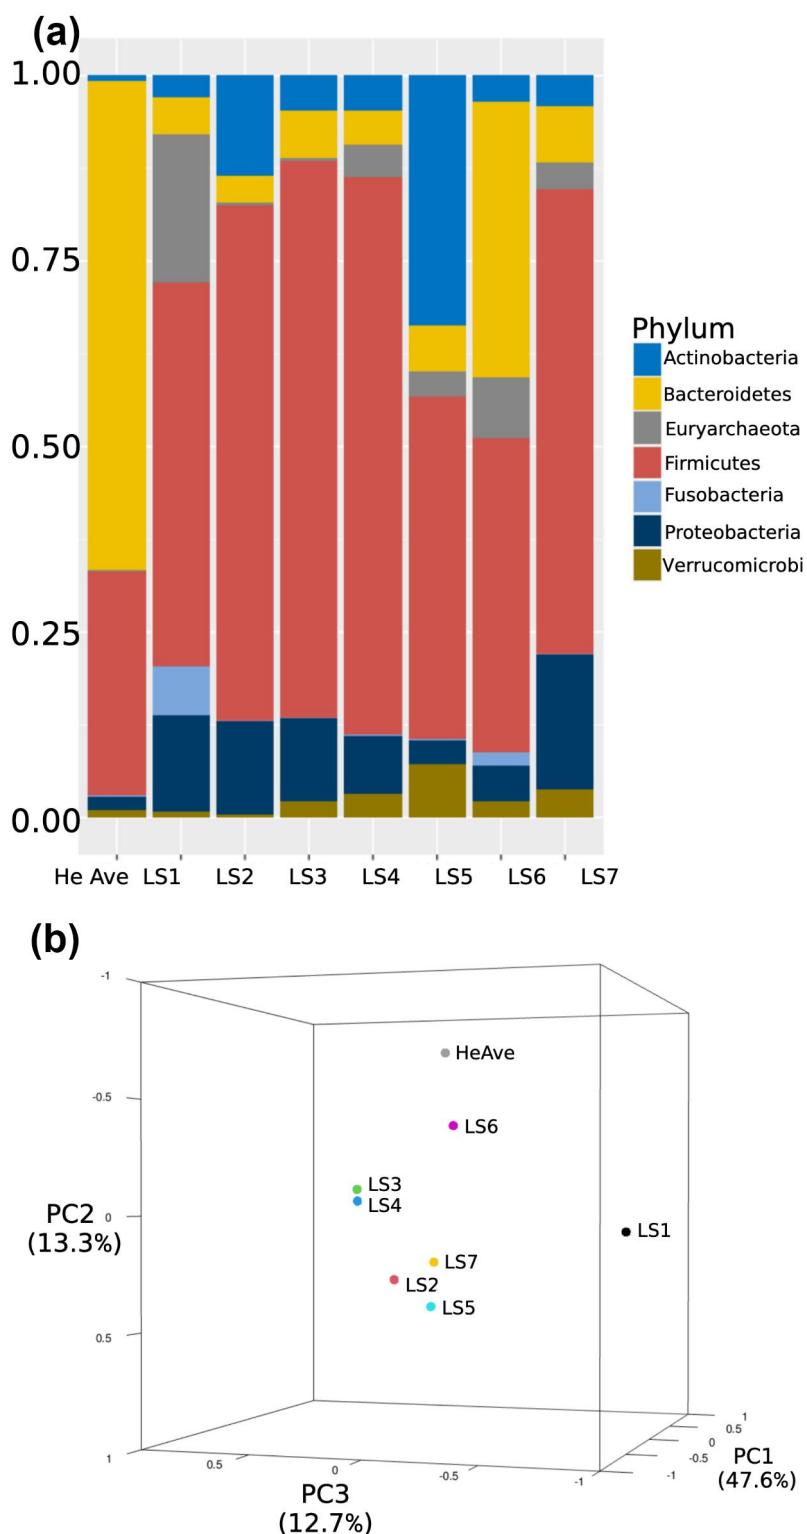 (a)
1.00
0.75
0.50
0.25
0.00
He Ave LS1 LS2 LS3 LS4 LS5 LS6 LS7
Phylum
Actinobacteria
Bacteroidetes
Euryarchaeota
Firmicutes
Fusobacteria
Proteobacteria
Verrucomicrobi
(b)
-1
-0.5
0
0.5
1
PC2
(13.3%)
HeAve
LS6
LS3
LS4
LS1
LS7
LS2
LS5
0.5
0
-0.5
-1
PC3
(12.7%)
1
0.5
0
-0.5
-1
PC1
(47.6%)